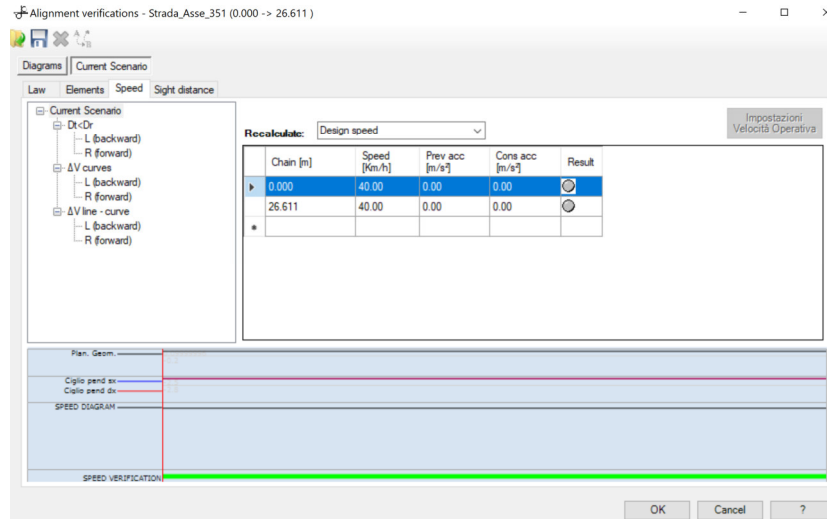 Alignment verifications - Strada_Asse_351 (0.000 -> 26.611 )
Diagrams
Current Scenario
Law
Elements
Speed
Sight distance
Current Scenario
Dt<Dr
L (backward)
R (forward)
ΔV curves
L (backward)
R (forward)
ΔV line - curve
L (backward)
R (forward)
Recalculate:
Design speed
Impostazioni
Velocità Operativa
Chain [m]
Speed
[Km/h]
Prev acc
[m/s²]
Cons acc
[m/s²]
Result
0.000
40.00
0.00
0.00
26.611
40.00
0.00
0.00
Plan. Geom.
Ciglio pend sx
Ciglio pend dx
SPEED DIAGRAM
SPEED VERIFICATION
OK
Cancel
?